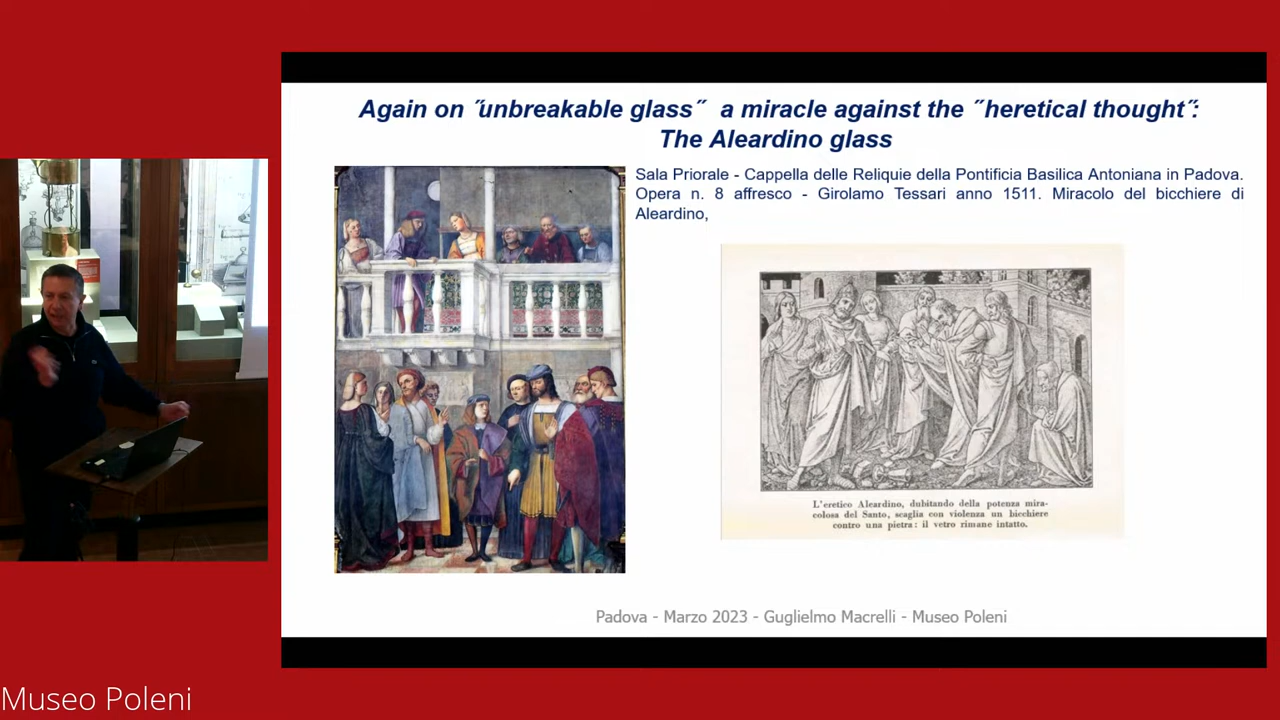 Again on ˝unbreakable glass˝ a miracle against the ˝heretical thought˝:
The Aleardino glass
Sala Priorale - Cappella delle Reliquie della Pontificia Basilica Antoniana in Padova.
Opera n. 8 affresco - Girolamo Tessari anno 1511. Miracolo del bicchiere di
Aleardino,
L'eretico Aleardino, dubitando della potenza mira-
colosa del Santo, scaglia con violenza un bicchiere
contro una pietra: il vetro rimane intatto.
Padova - Marzo 2023 - Guglielmo Macrelli - Museo Poleni
Museo Poleni